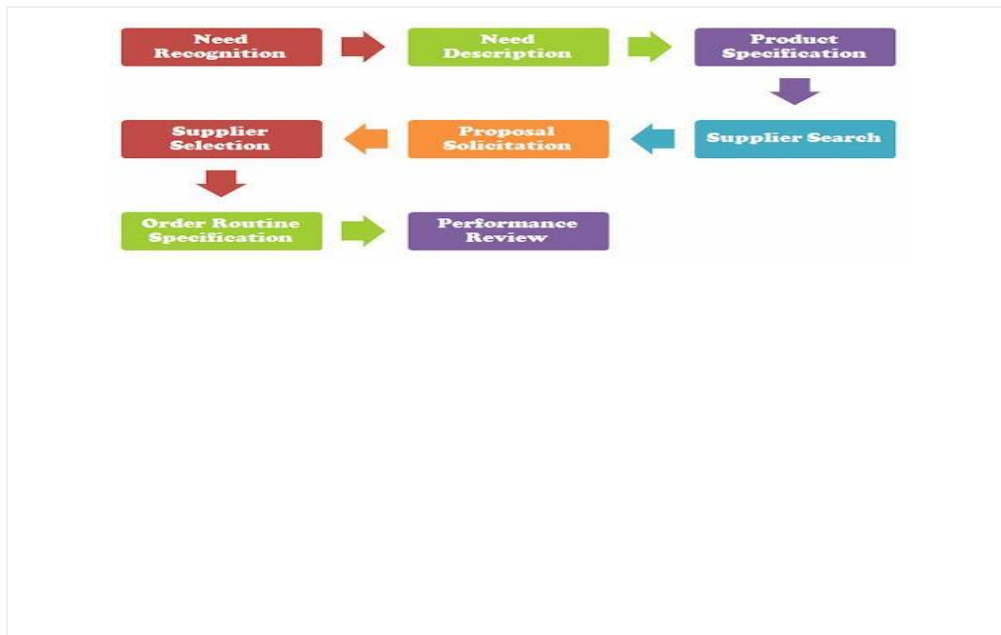 Need
Recognition
Need
Description
Product
Specification
Supplier
Selection
Proposal
Solicitation
Supplier Search
Order Routine
Specification
Performance
Review